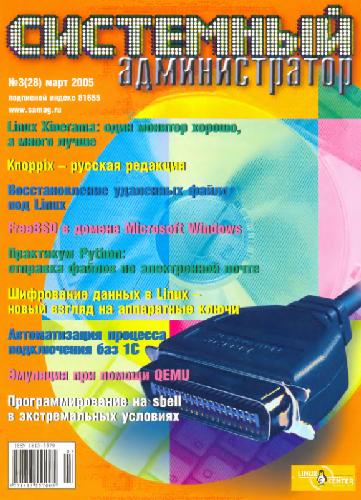 СИСТЕМНЫЙ
администратор
№3(28) март 2005
подписной индекс 81655
www.samag.ru
Linux Xinerama: один монитор хорошо,
а много лучше
Knoppix – русская редакция
Восстановление удаленных файлов
под Linux
FreeBSD в домене Microsoft Windows
Практикум Python:
отправка файлов по электронной почте
Шифрование данных в Linux –
новый взгляд на аппаратные ключи
Автоматизация процесса
подключения баз 1С
Эмуляция при помощи QEMU
Программирование на shell
в экстремальных условиях
LINUX
CENTER